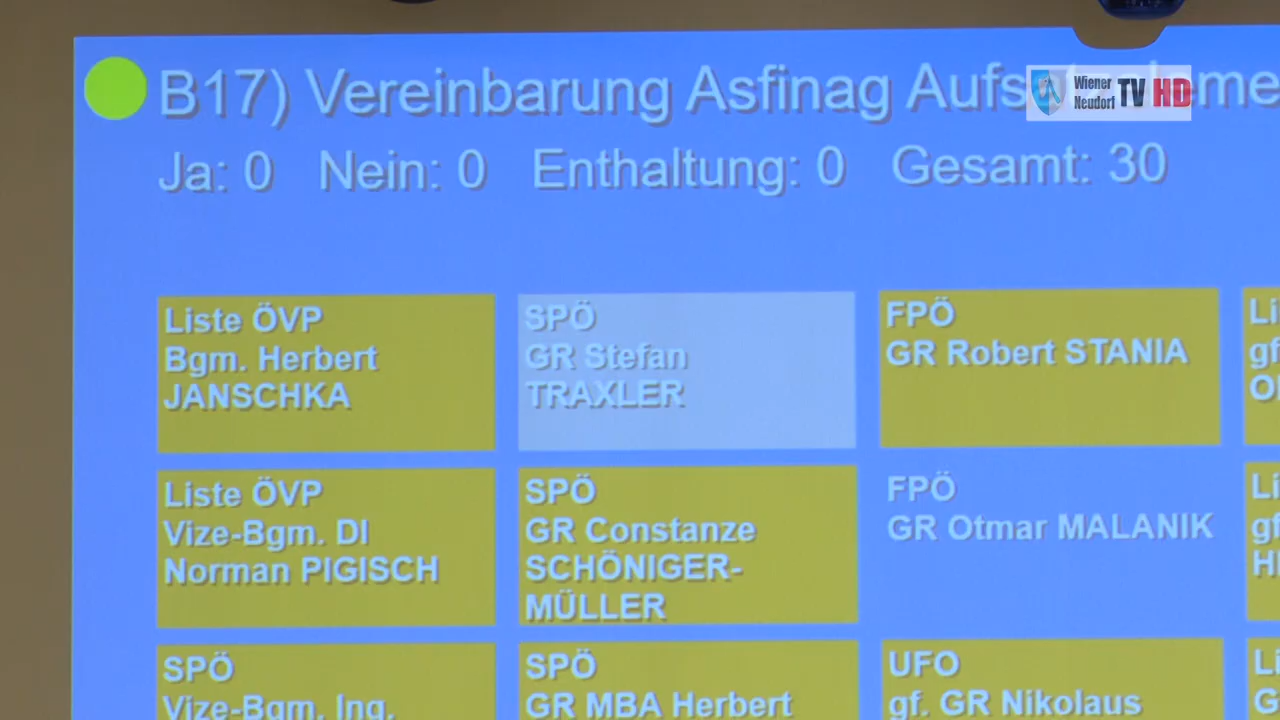 B17) Vereinbarung Asfinag
Wiener
Neudorf TV HD
Ja: 0 Nein: 0 Enthaltung: 0 Gesamt: 30
Liste ÖVP
Bgm. Herbert
JANSCHKA
SPÖ
GR Stefan
TRAXLER
FPÖ
GR Robert STANIA
Liste ÖVP
Vize-Bgm. DI
Norman PIGISCH
SPÖ
GR Constanze
SCHÖNIGER-
MÜLLER
FPÖ
GR Otmar MALANIK
SPÖ
Vize-Bgm. Ing.
SPÖ
GR MBA Herbert
UFO
gf. GR Nikolaus